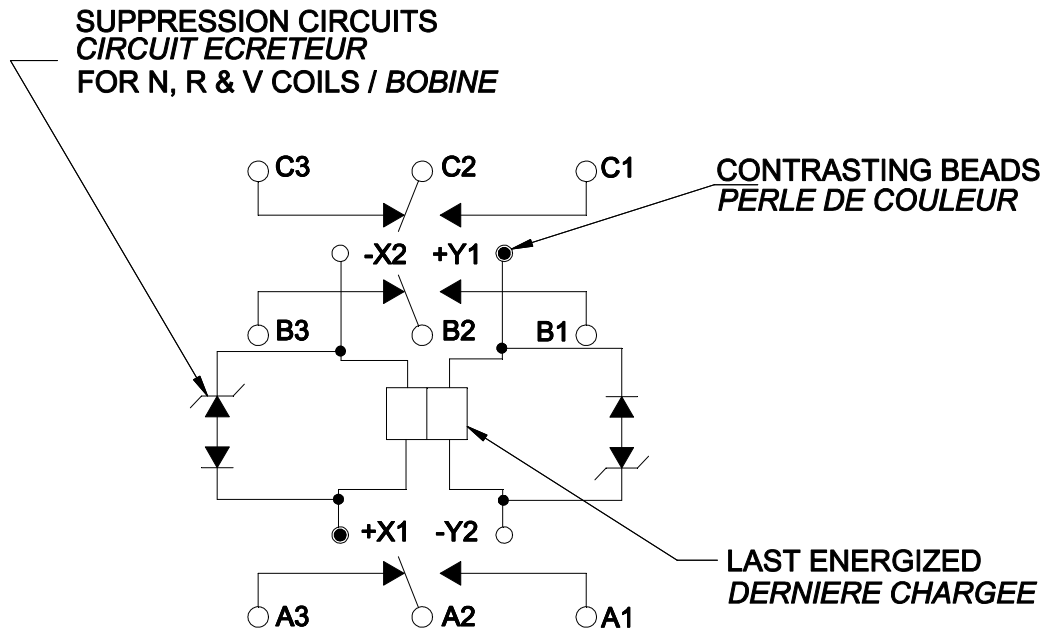 SUPPRESSION CIRCUITS
CIRCUIT ECRETEUR
FOR N, R & V COILS / BOBINE
C3
C2
C1
CONTRASTING BEADS
PERLE DE COULEUR
-X2
+Y1
B3
B2
B1
+X1
-Y2
LAST ENERGIZED
DERNIERE CHARGEE
A3
A2
A1